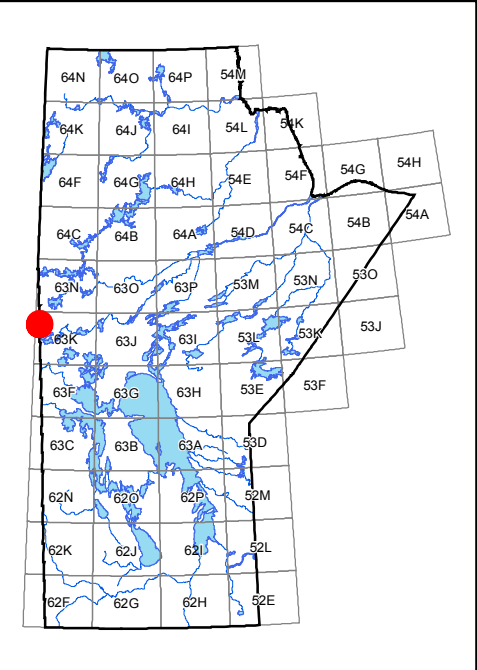 64N 64O 64P 54M
64K 64J 64I 54L 54K
64F 64G 64H 54E 54F 54G 54H
64C 64B 64A 54D 54C 54B 54A
63N 63O 63P 53M 53N 53O
63K 63J 63I 53L 53K 53J
63F 63G 63H 53E 53F
63C 63B 63A 53D
62N 62O 62P 52M
62K 62J 62I 52L
62F 62G 62H 52E